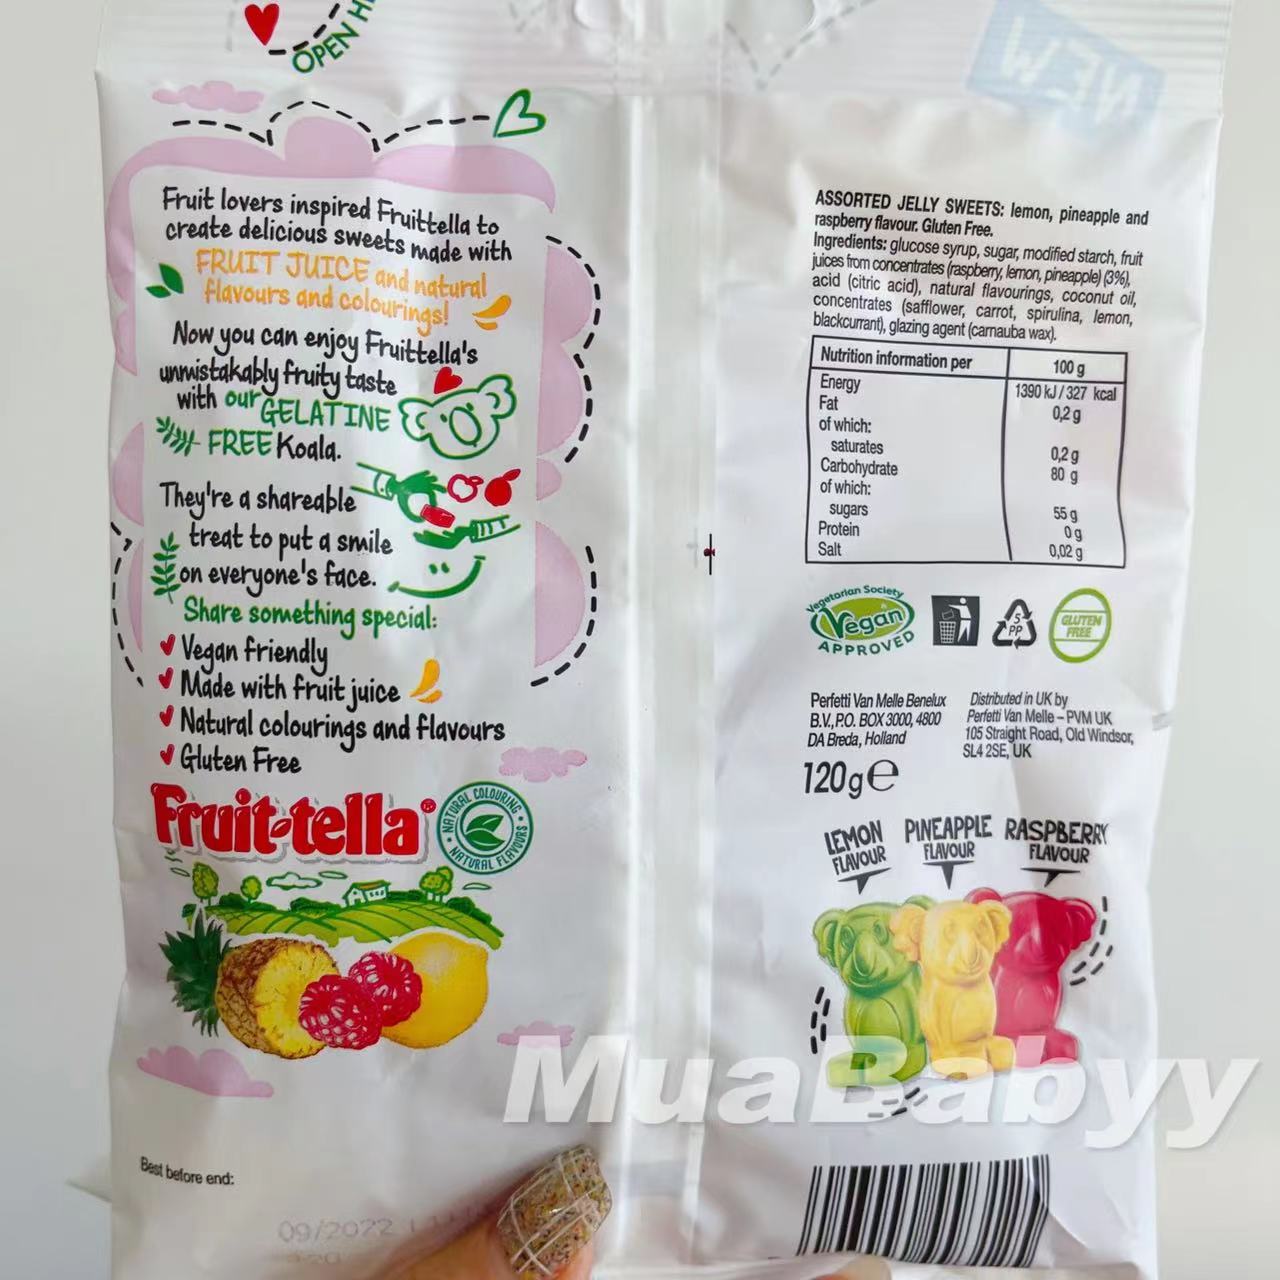 OPEN H
NEW
Fruit lovers inspired Fruittella to
create delicious sweets made with
FRUIT JUICE and natural
flavours and colourings!
Now you can enjoy Fruittella's
unmistakably fruity taste
with our GELATINE
FREE Koala.
They're a shareable
treat to put a smile
on everyone's face.
Share something special:
Vegan friendly
Made with fruit juice
Natural colourings and flavours
Gluten Free
Fruit-tella®
NATURAL COLOURING • NATURAL FLAVOURS •
Best before end:
09/2022
ASSORTED JELLY SWEETS: lemon, pineapple and
raspberry flavour. Gluten Free.
Ingredients: glucose syrup, sugar, modified starch, fruit
juices from concentrates (raspberry, lemon, pineapple) (3%),
acid (citric acid), natural flavourings, coconut oil,
concentrates (safflower, carrot, spirulina, lemon,
blackcurrant), glazing agent (carnauba wax).
Nutrition information per 100 g
Energy 1390 kJ / 327 kcal
Fat 0,2 g
of which:
saturates 0,2 g
Carbohydrate 80 g
of which:
sugars 55 g
Protein 0 g
Salt 0,02 g
Vegetarian Society
Vegan
APPROVED
5
PP
GLUTEN
FREE
Perfetti Van Melle Benelux
B.V., P.O. BOX 3000, 4800
DA Breda, Holland
Distributed in UK by
Perfetti Van Melle – PVM UK
105 Straight Road, Old Windsor,
SL4 2SE, UK
120g e
LEMON
FLAVOUR
PINEAPPLE
FLAVOUR
RASPBERRY
FLAVOUR
MuaBabyy